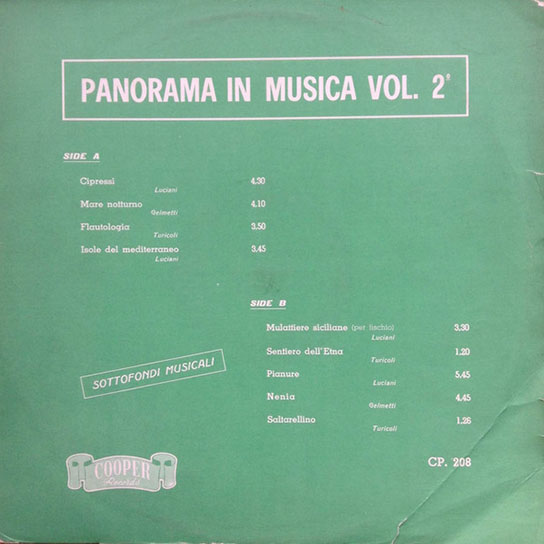 PANORAMA IN MUSICA VOL. 2°
SIDE A
Cipressi 4.30
Luciani
Mare notturno 4.10
Gelmetti
Flautologia 3.50
Turicoli
Isole del mediterraneo 3.45
Luciani
SIDE B
Mulattiere siciliane (per fischio) 3.30
Luciani
Sentiero dell'Etna 1.20
Turicoli
Pianure 5.45
Luciani
Nenia 4.45
Gelmetti
Saltarellino 1.26
Turicoli
SOTTOFONDI MUSICALI
COOPER
Records
CP. 208